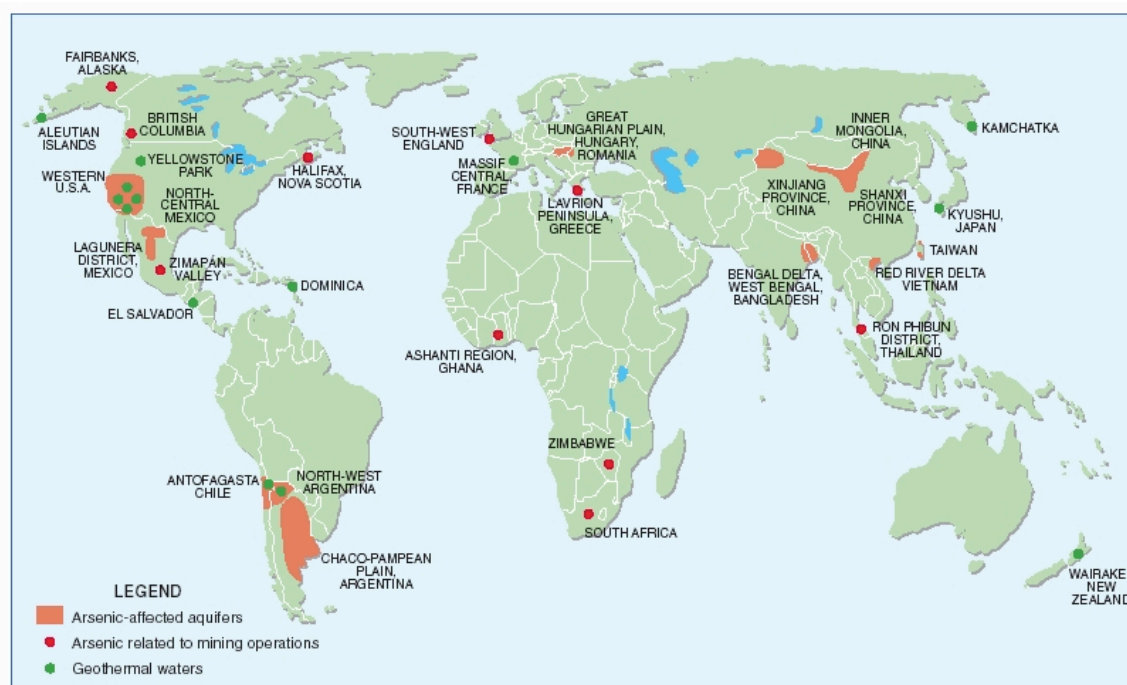 FAIRBANKS,
ALASKA
ALEUTIAN
ISLANDS
BRITISH
COLUMBIA
YELLOWSTONE
PARK
HALIFAX,
NOVA SCOTIA
WESTERN
U.S.A.
NORTH-
CENTRAL
MEXICO
LAGUNERA
DISTRICT,
MEXICO
ZIMAPÁN
VALLEY
DOMINICA
EL SALVADOR
ANTOFAGASTA
CHILE
NORTH-WEST
ARGENTINA
CHACO-PAMPEAN
PLAIN,
ARGENTINA
SOUTH-WEST
ENGLAND
MASSIF
CENTRAL,
FRANCE
GREAT
HUNGARIAN PLAIN,
HUNGARY,
ROMANIA
LAVRION
PENINSULA,
GREECE
ASHANTI REGION,
GHANA
ZIMBABWE
SOUTH AFRICA
INNER
MONGOLIA,
CHINA
KAMCHATKA
XINJIANG
PROVINCE,
CHINA
SHANXI
PROVINCE,
CHINA
KYUSHU,
JAPAN
TAIWAN
BENGAL DELTA,
WEST BENGAL,
BANGLADESH
RED RIVER DELTA
VIETNAM
RON PHIBUN
DISTRICT,
THAILAND
WAIRAKE
NEW
ZEALAND
LEGEND
Arsenic-affected aquifers
Arsenic related to mining operations
Geothermal waters